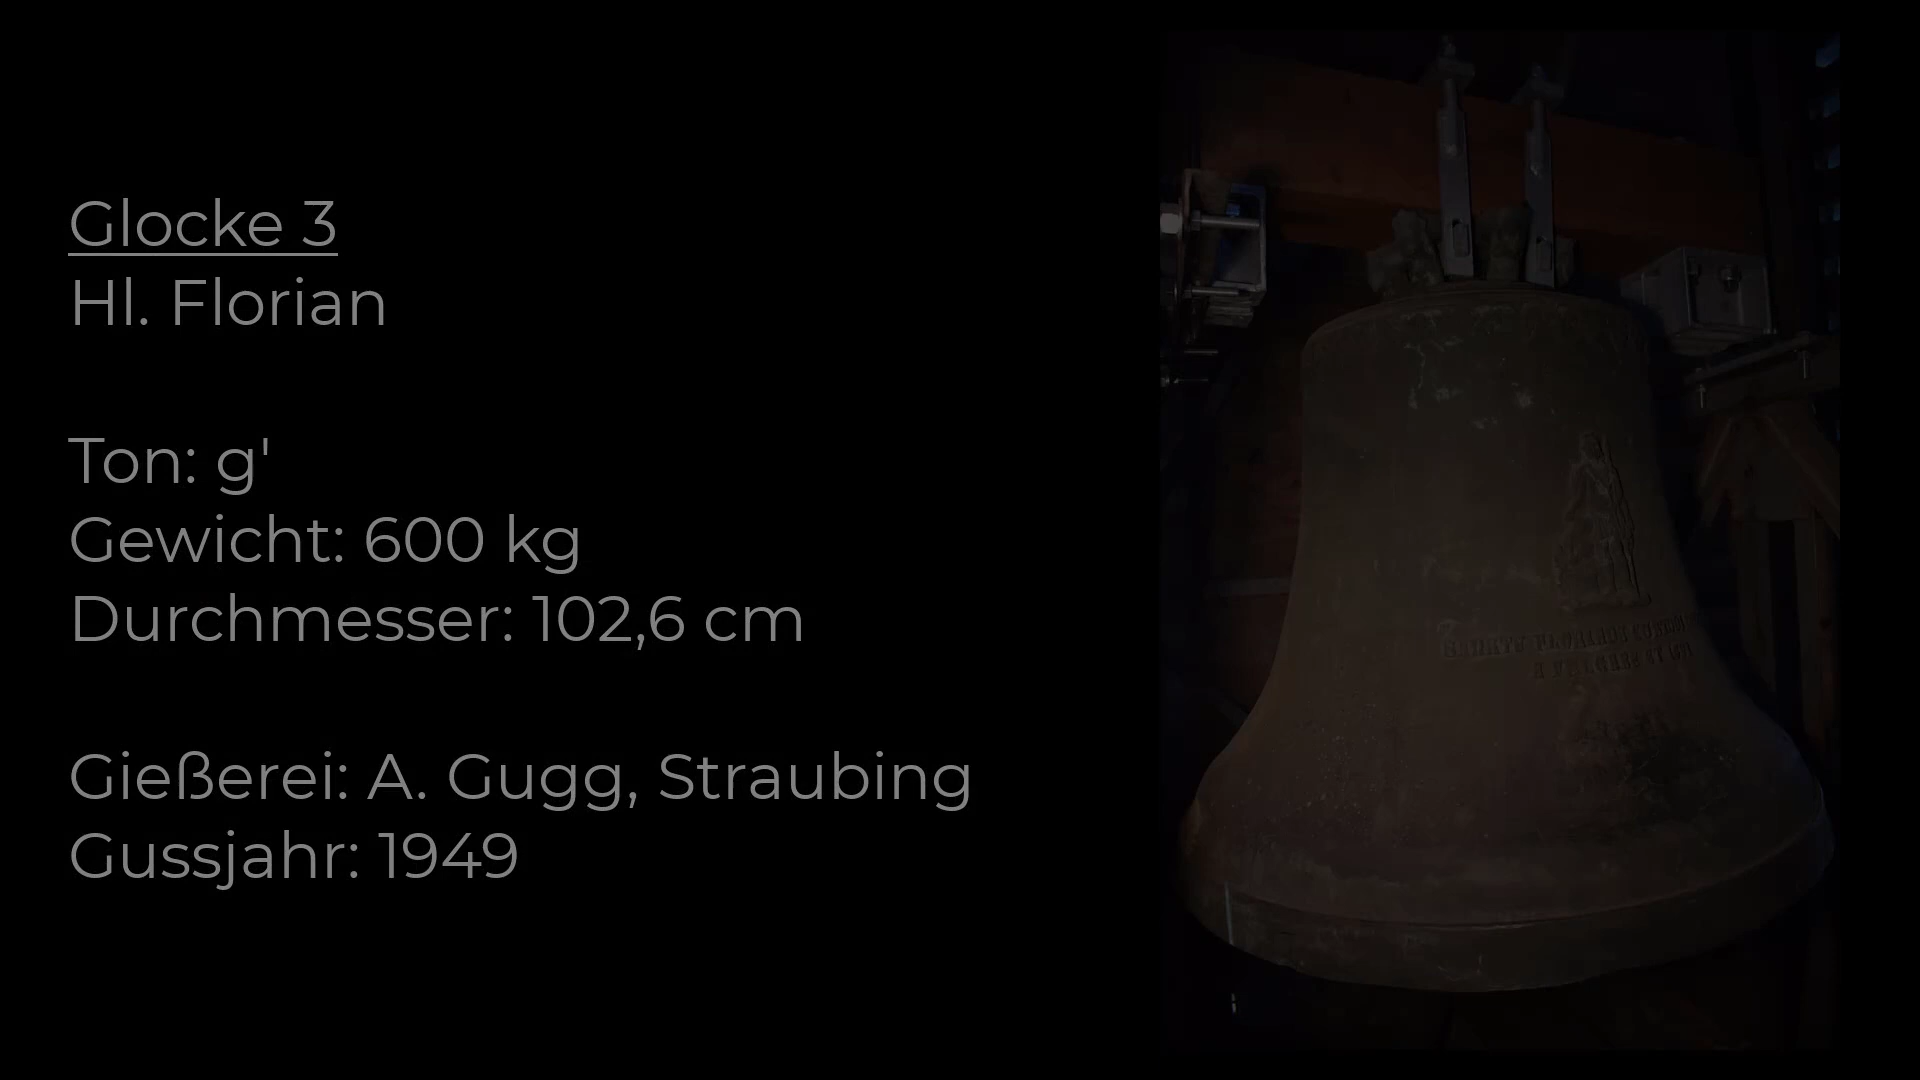 Glocke 3
Hl. Florian
Ton: g'
Gewicht: 600 kg
Durchmesser: 102,6 cm
Gießerei: A. Gugg, Straubing
Gussjahr: 1949